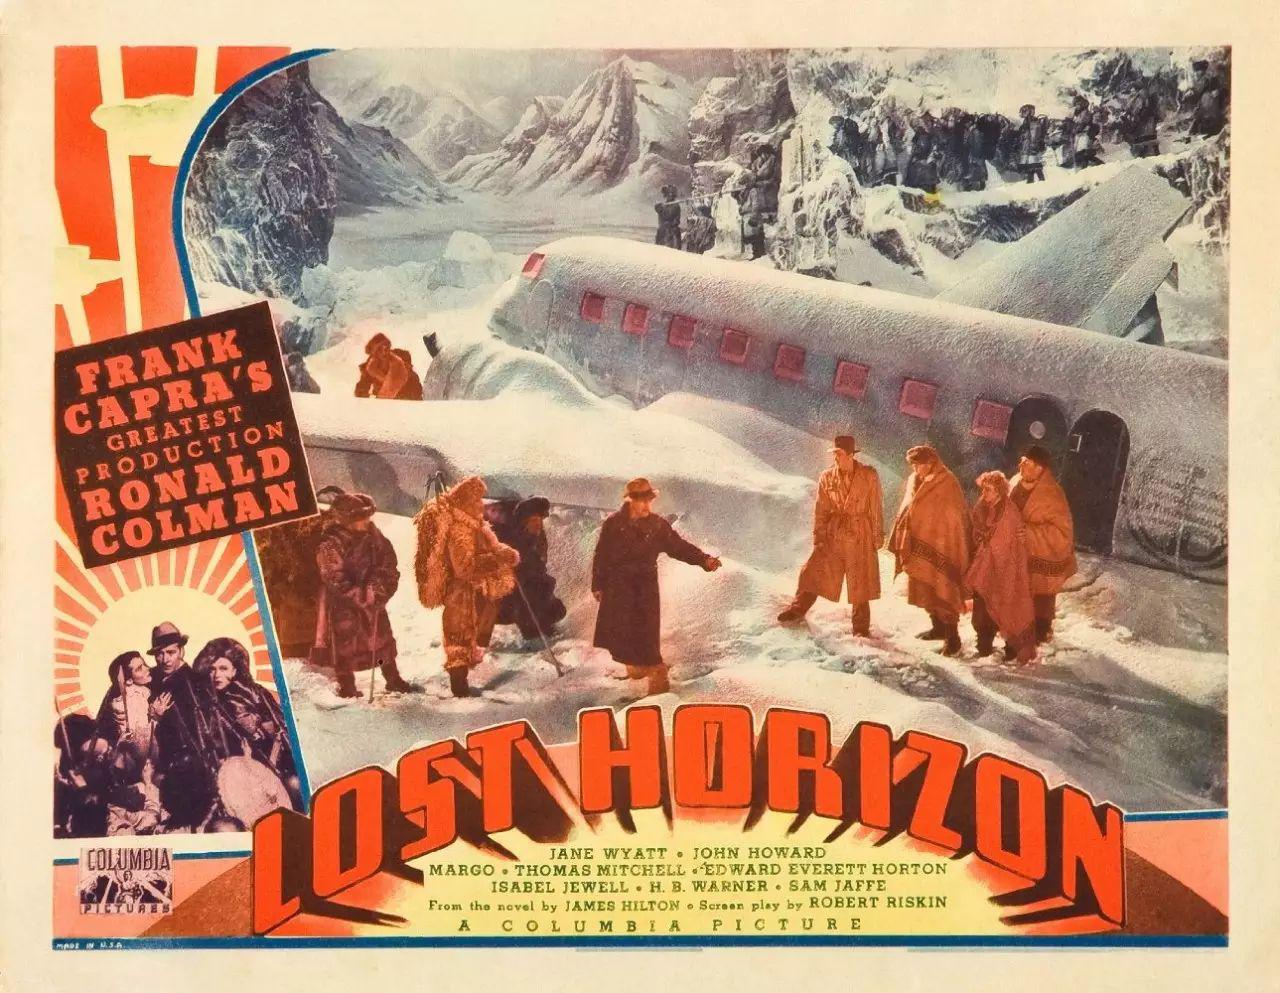 FRANK
CAPRA'S
GREATEST
PRODUCTION
RONALD
COLMAN
COLUMBIA
PICTURES
LOST HORIZON
JANE WYATT • JOHN HOWARD
MARGO • THOMAS MITCHELL • EDWARD EVERETT HORTON
ISABEL JEWELL • H. B. WARNER • SAM JAFFE
From the novel by JAMES HILTON • Screen play by ROBERT RISKIN
A COLUMBIA PICTURE
MADE IN U.S.A.